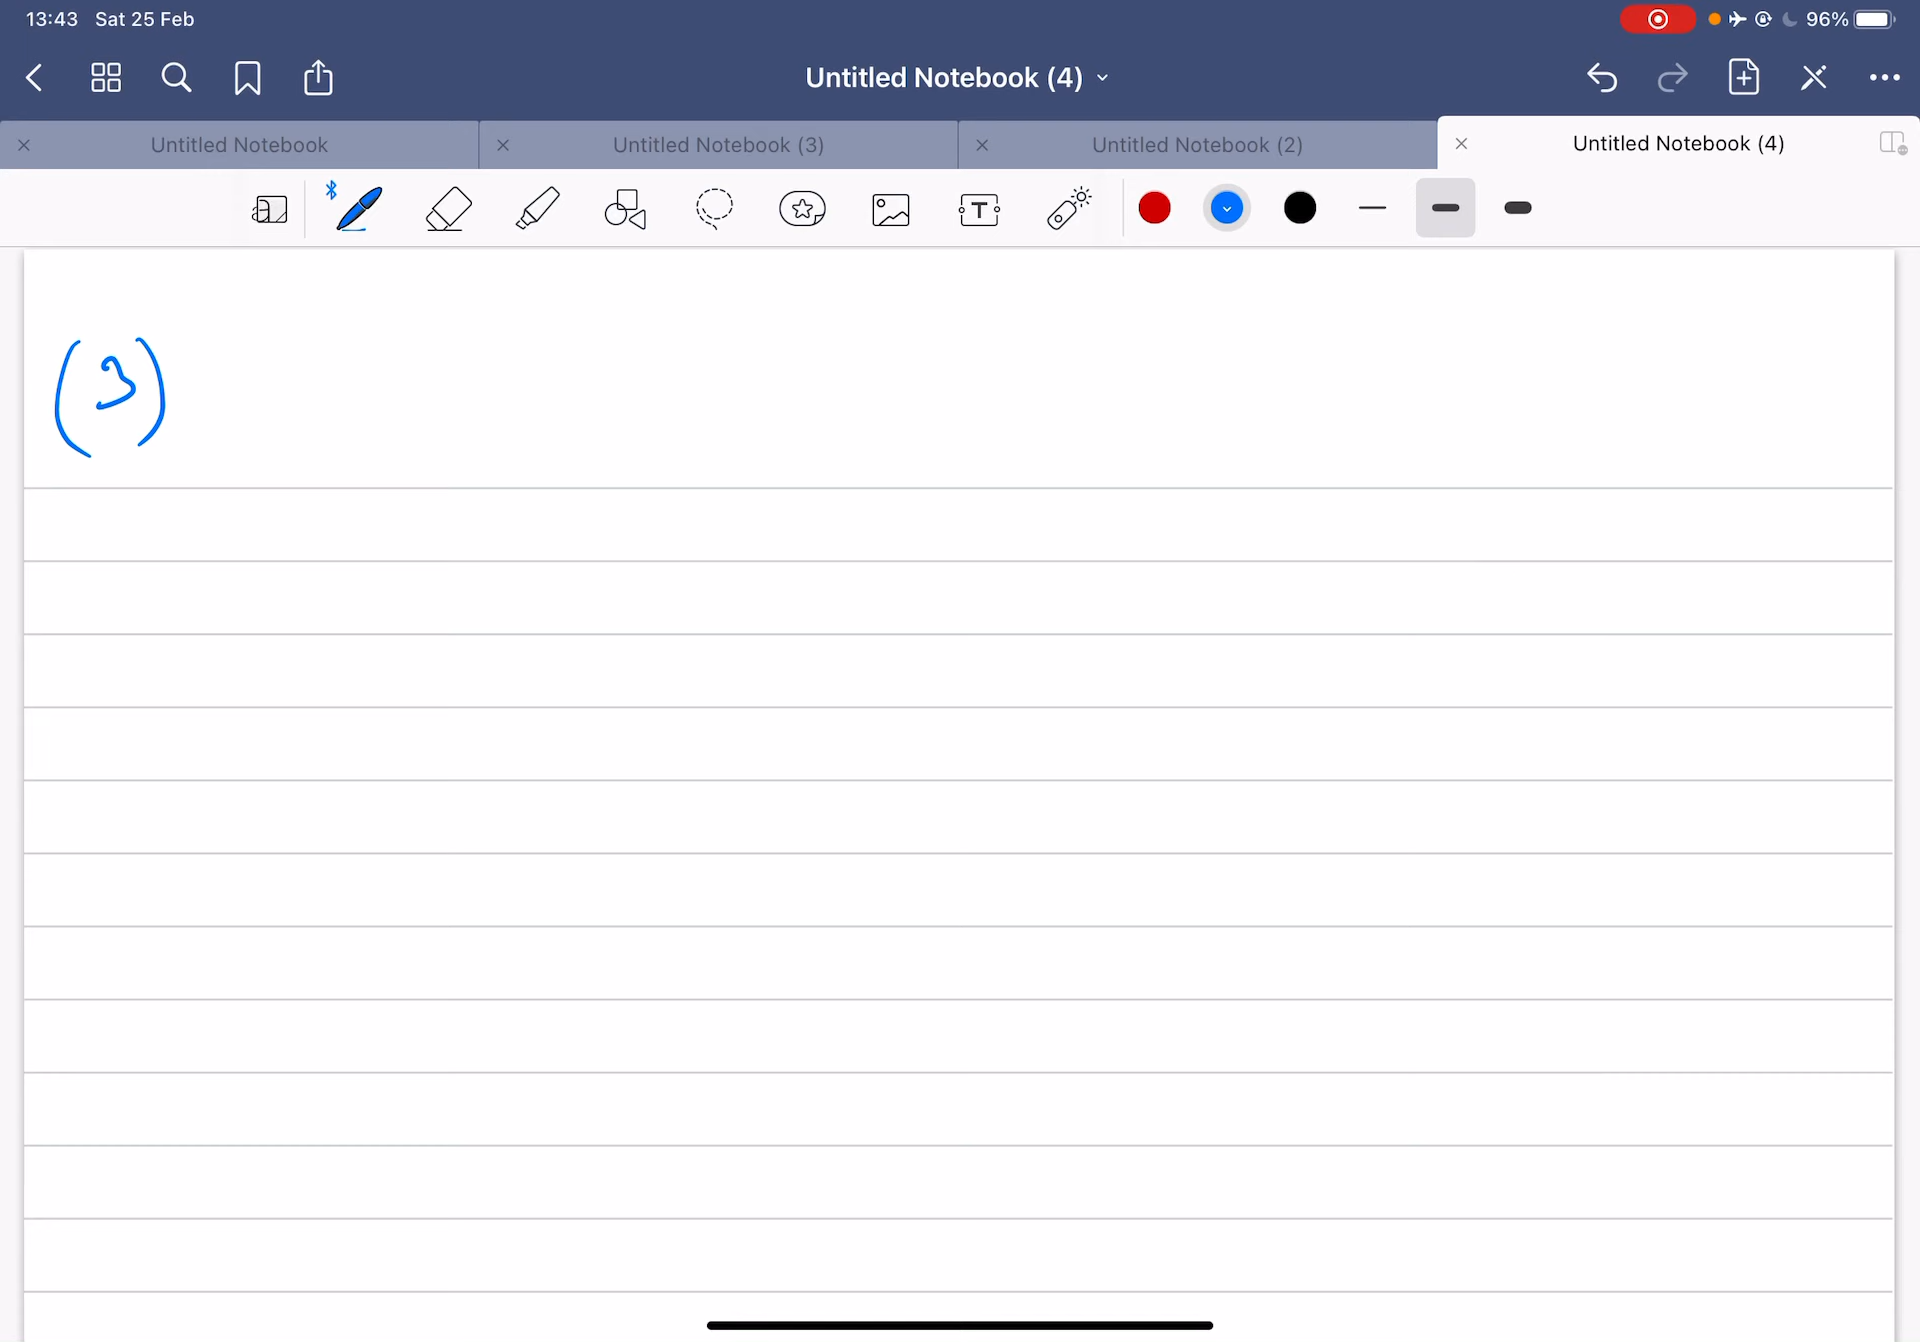 13:43 Sat 25 Feb
96%
Untitled Notebook (4)
Untitled Notebook
Untitled Notebook (3)
Untitled Notebook (2)
Untitled Notebook (4)
a
T
(3)